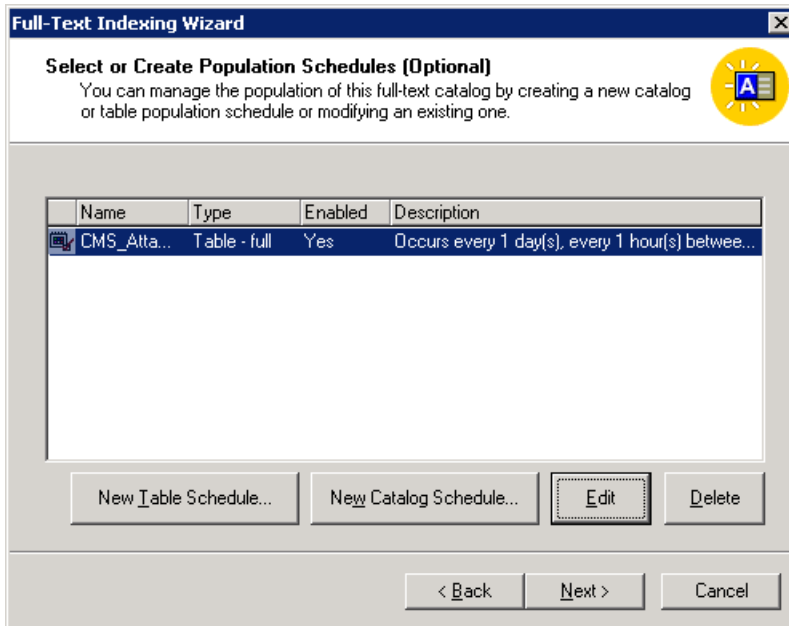 Full-Text Indexing Wizard
Select or Create Population Schedules (Optional)
You can manage the population of this full-text catalog by creating a new catalog
or table population schedule or modifying an existing one.
A
Name Type Enabled Description
CMS_Atta... Table - full Yes Occurs every 1 day(s), every 1 hour(s) betwee...
New Table Schedule... New Catalog Schedule... Edit Delete
< Back Next > Cancel